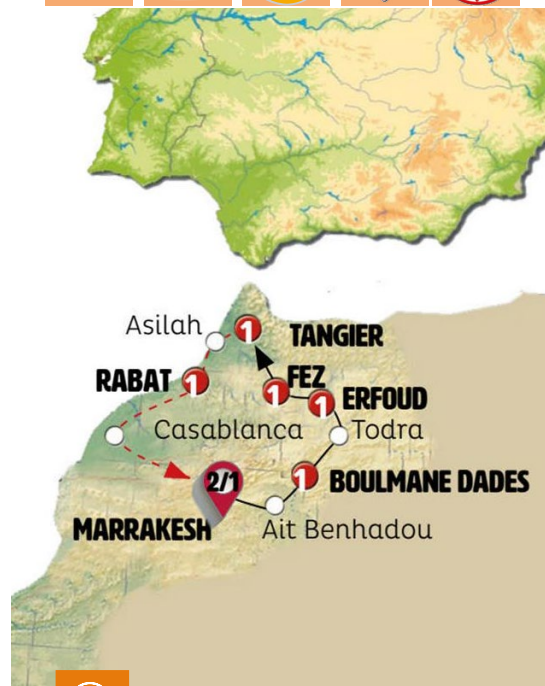 Asilah
1
TANGIER
RABAT
1
FEZ
1
1
ERFOUD
Casablanca
Todra
2/1
1
BOULMANE DADES
MARRAKESH
Ait Benhadou